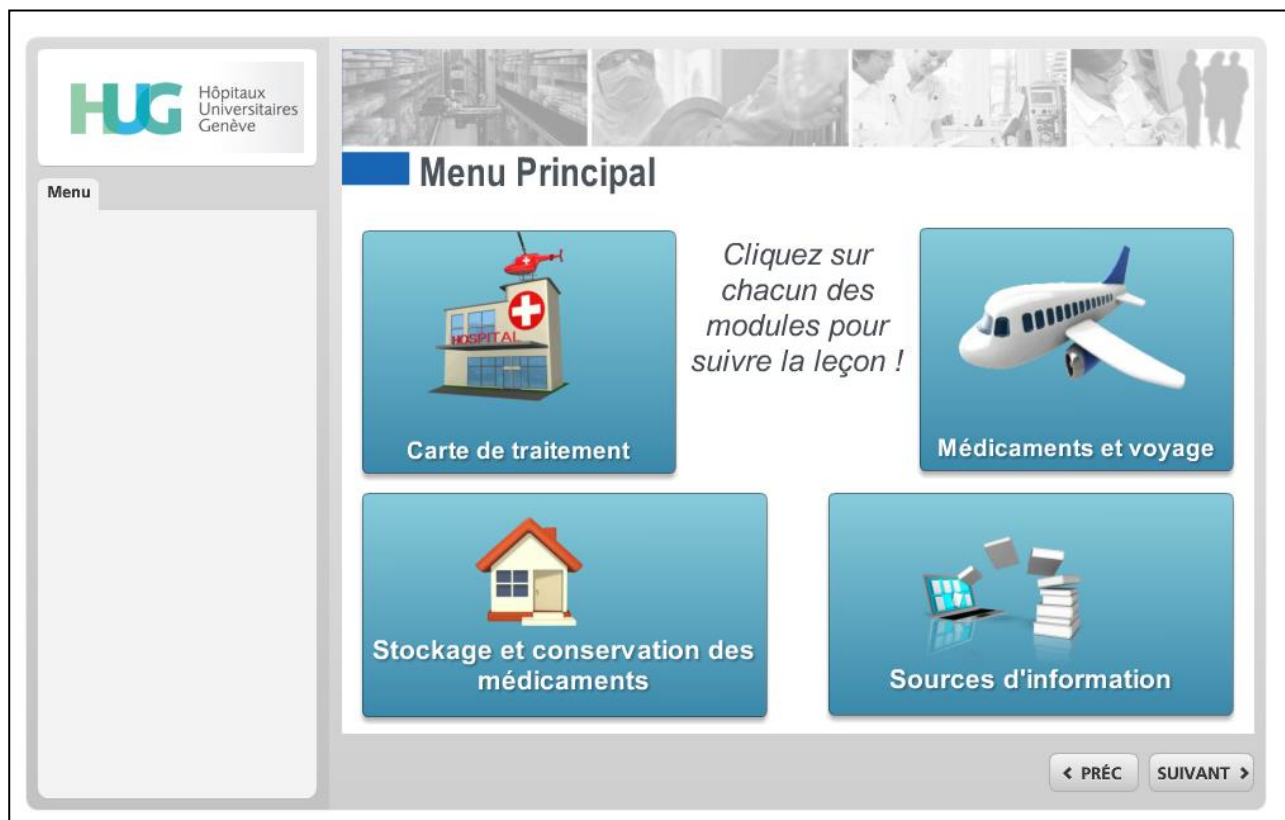 HUG
Hôpitaux
Universitaires
Genève
Menu
Menu Principal
HOSPITAL
Carte de traitement
Cliquez sur
chacun des
modules pour
suivre la leçon !
Médicaments et voyage
Stockage et conservation des
médicaments
Sources d'information
PRÉC
SUIVANT